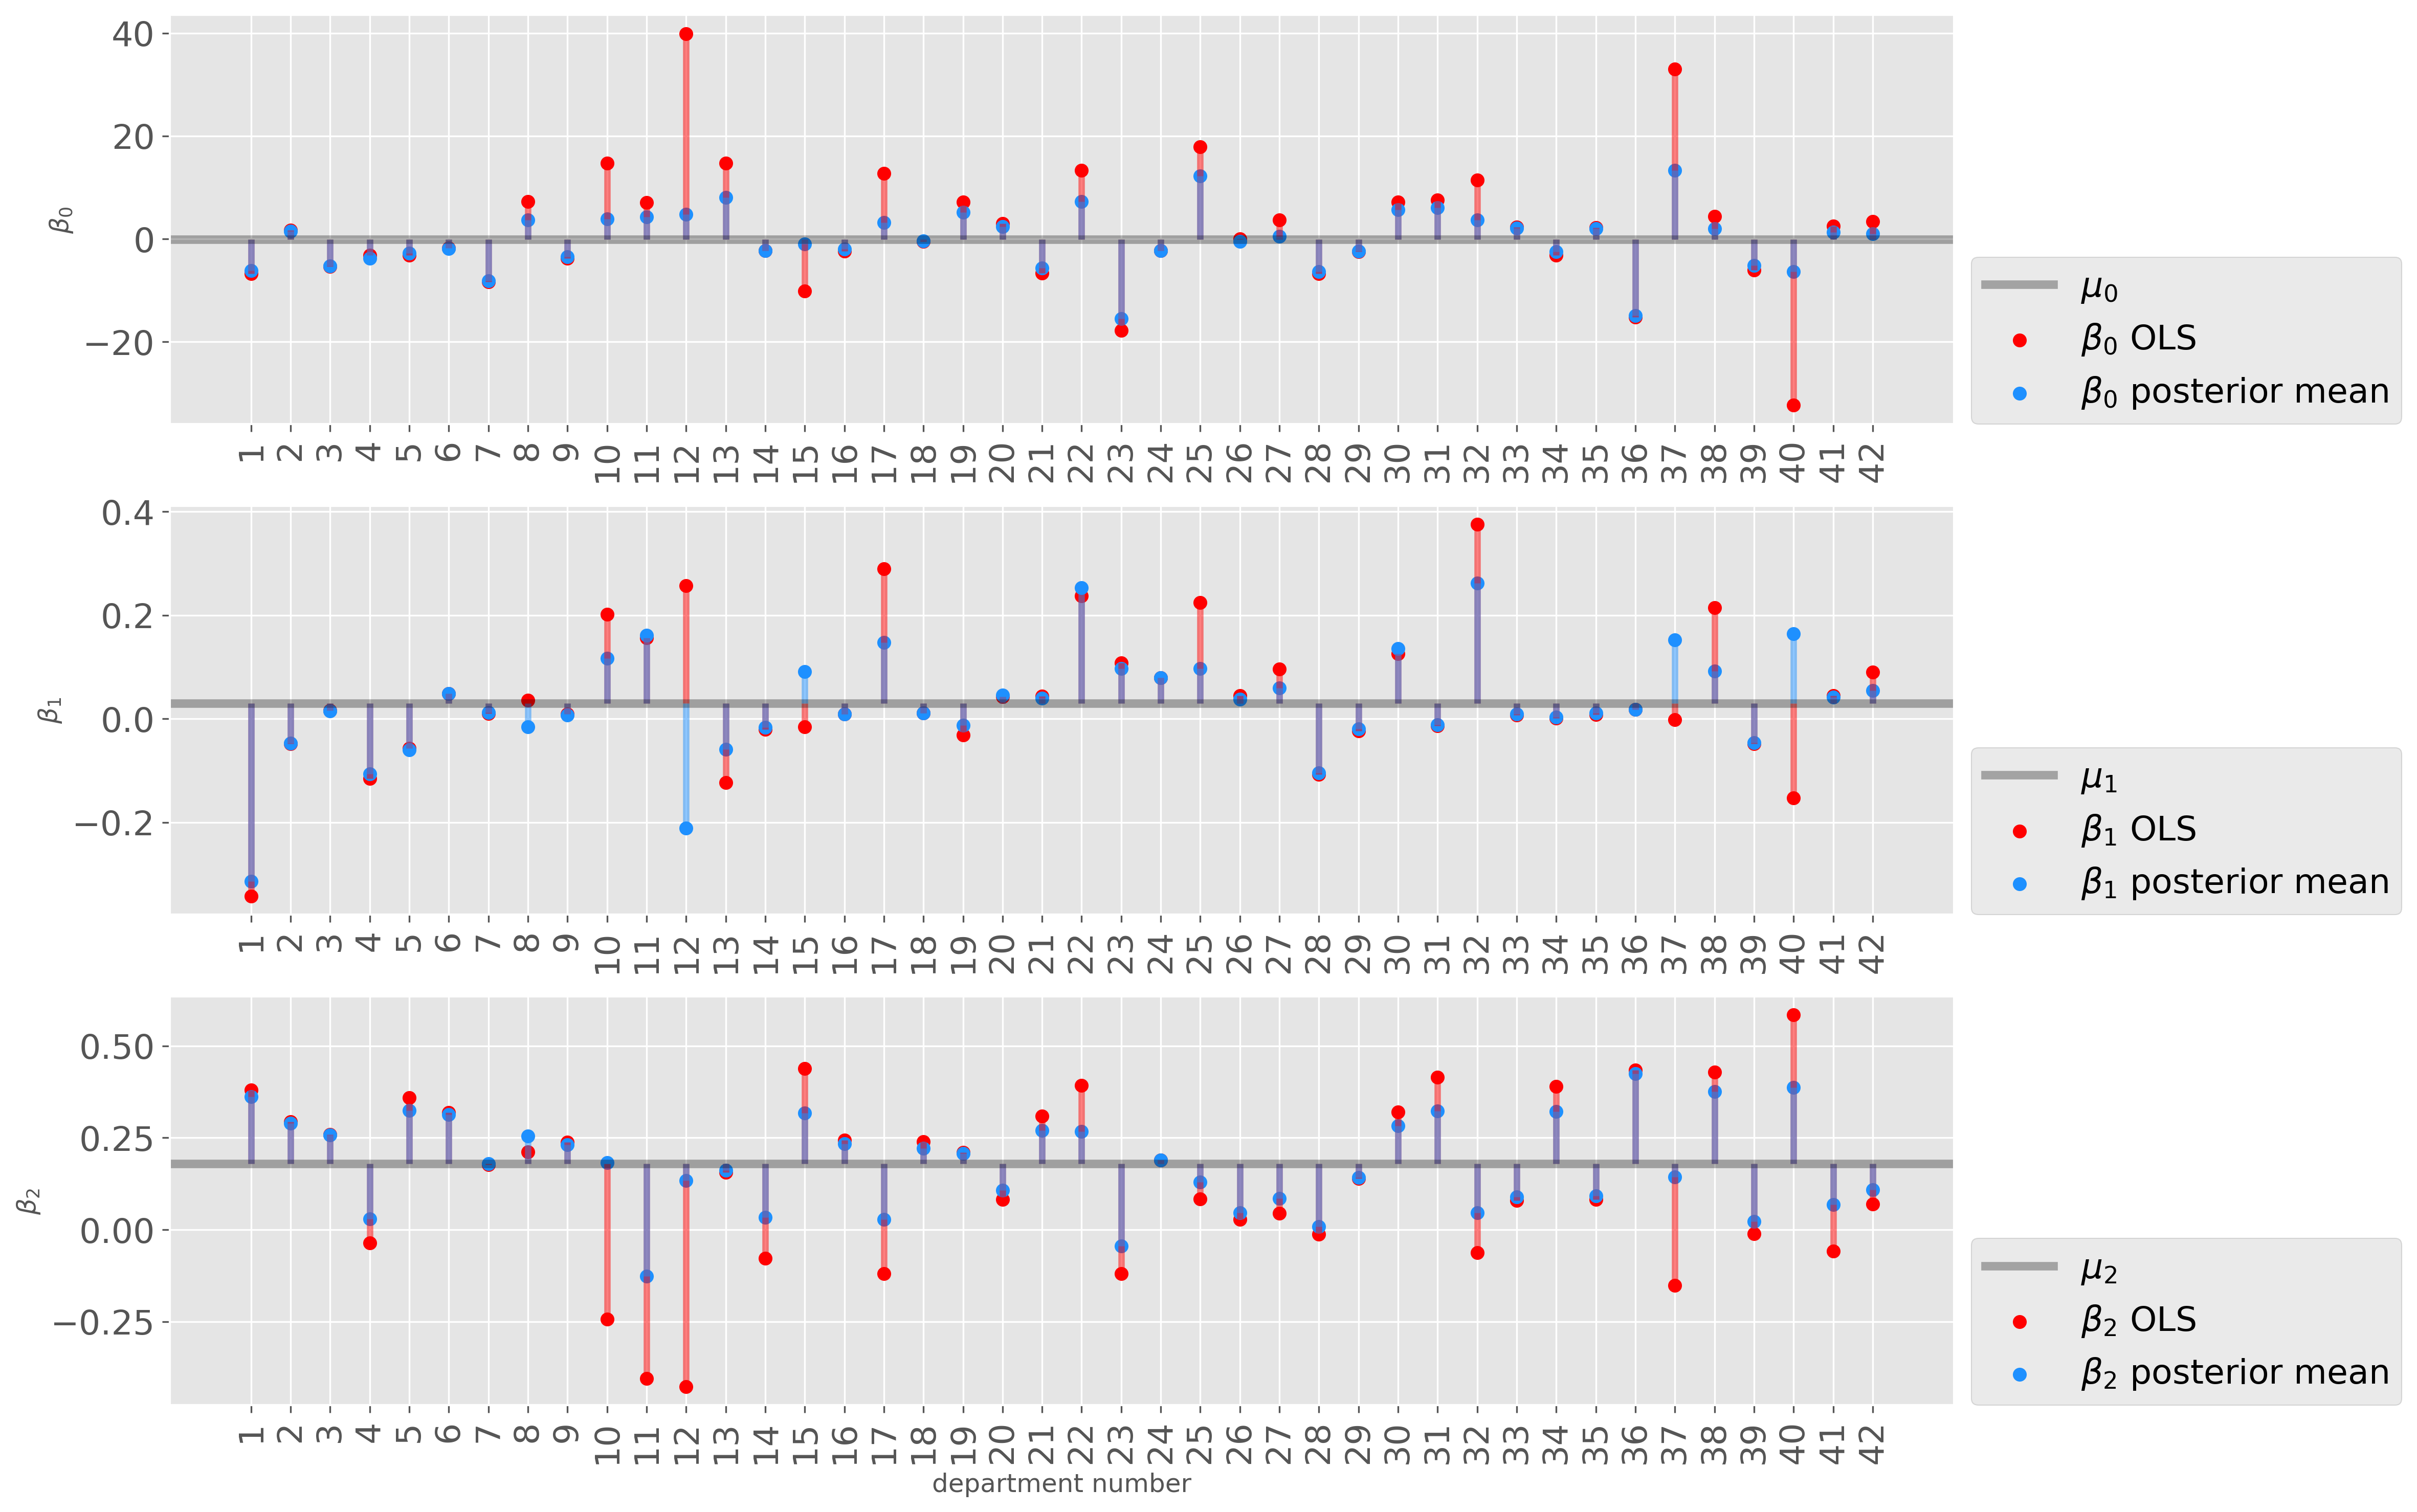 40
20
0
−20
β₀
1 2 3 4 5 6 7 8 9 10 11 12 13 14 15 16 17 18 19 20 21 22 23 24 25 26 27 28 29 30 31 32 33 34 35 36 37 38 39 40 41 42
μ₀
β₀ OLS
β₀ posterior mean
0.4
0.2
0.0
−0.2
β₁
1 2 3 4 5 6 7 8 9 10 11 12 13 14 15 16 17 18 19 20 21 22 23 24 25 26 27 28 29 30 31 32 33 34 35 36 37 38 39 40 41 42
μ₁
β₁ OLS
β₁ posterior mean
0.50
0.25
0.00
−0.25
β₂
1 2 3 4 5 6 7 8 9 10 11 12 13 14 15 16 17 18 19 20 21 22 23 24 25 26 27 28 29 30 31 32 33 34 35 36 37 38 39 40 41 42
department number
μ₂
β₂ OLS
β₂ posterior mean